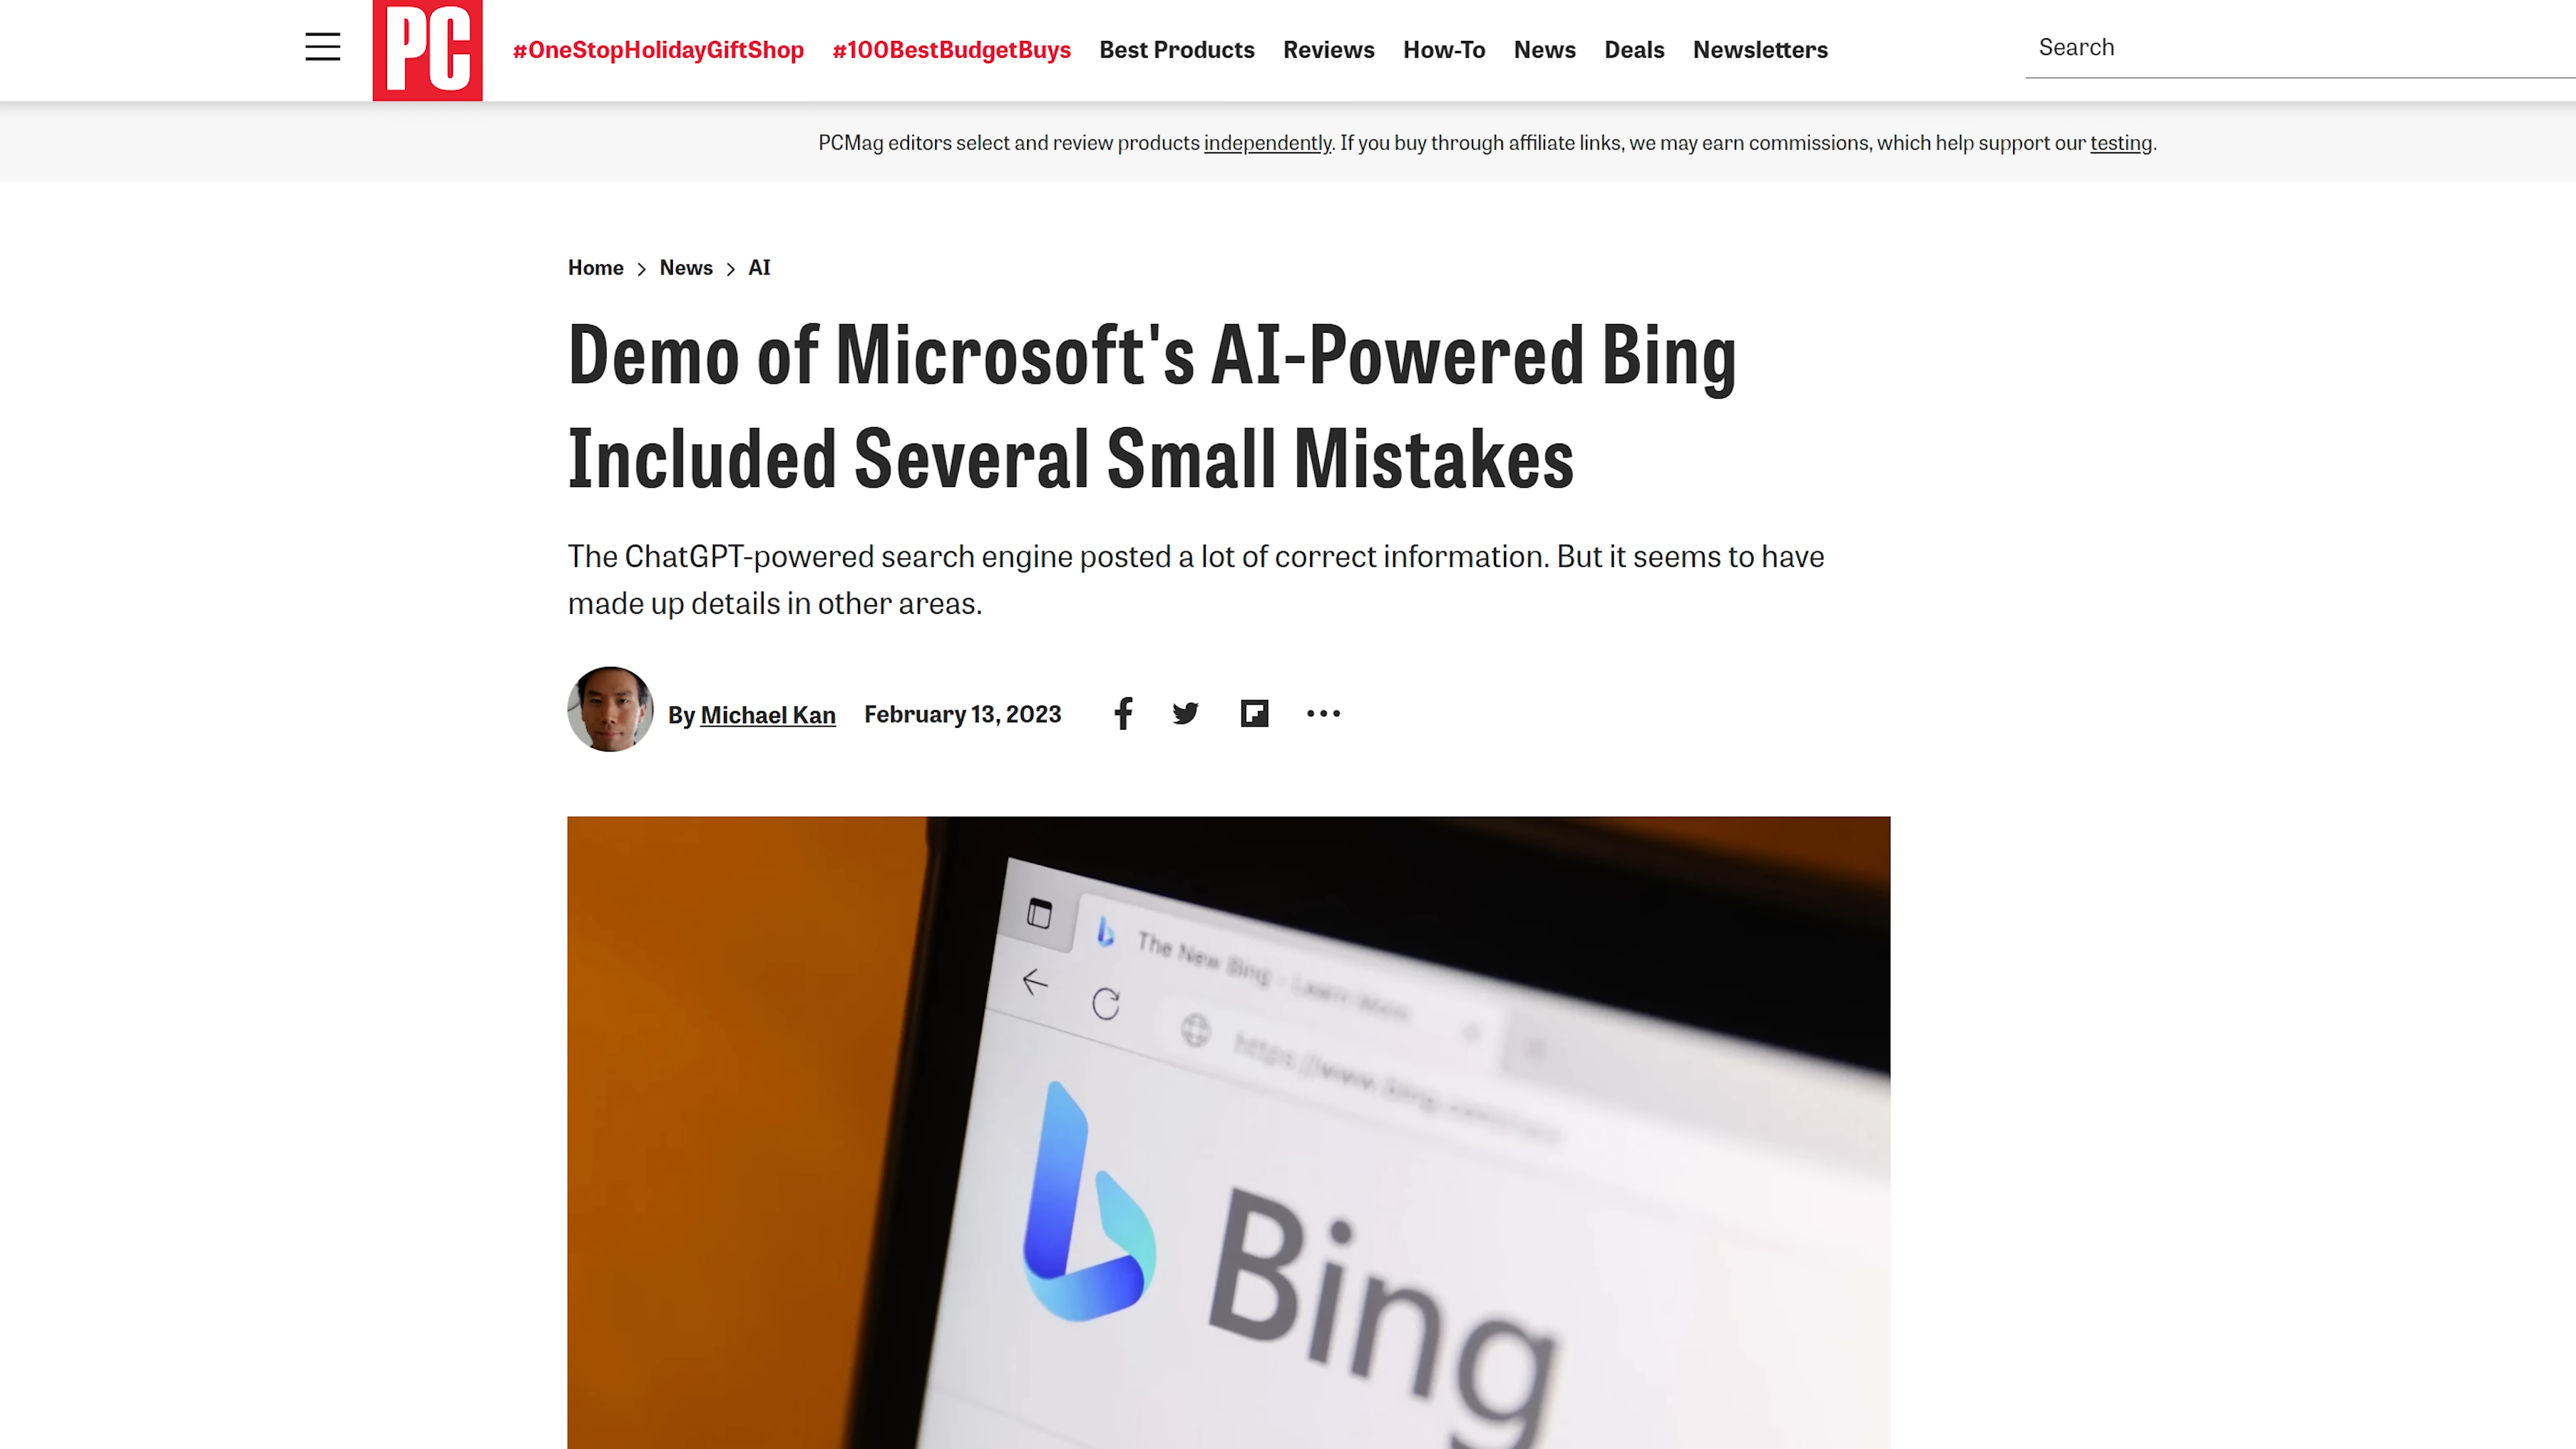 PC
#OneStopHolidayGiftShop #100BestBudgetBuys Best Products Reviews How-To News Deals Newsletters Search
PCMag editors select and review products independently. If you buy through affiliate links, we may earn commissions, which help support our testing.
Home > News > AI
Demo of Microsoft's AI-Powered Bing
Included Several Small Mistakes
The ChatGPT-powered search engine posted a lot of correct information. But it seems to have
made up details in other areas.
By Michael Kan February 13, 2023
The New Bing - Learn More
https://www.bing.com
Bing